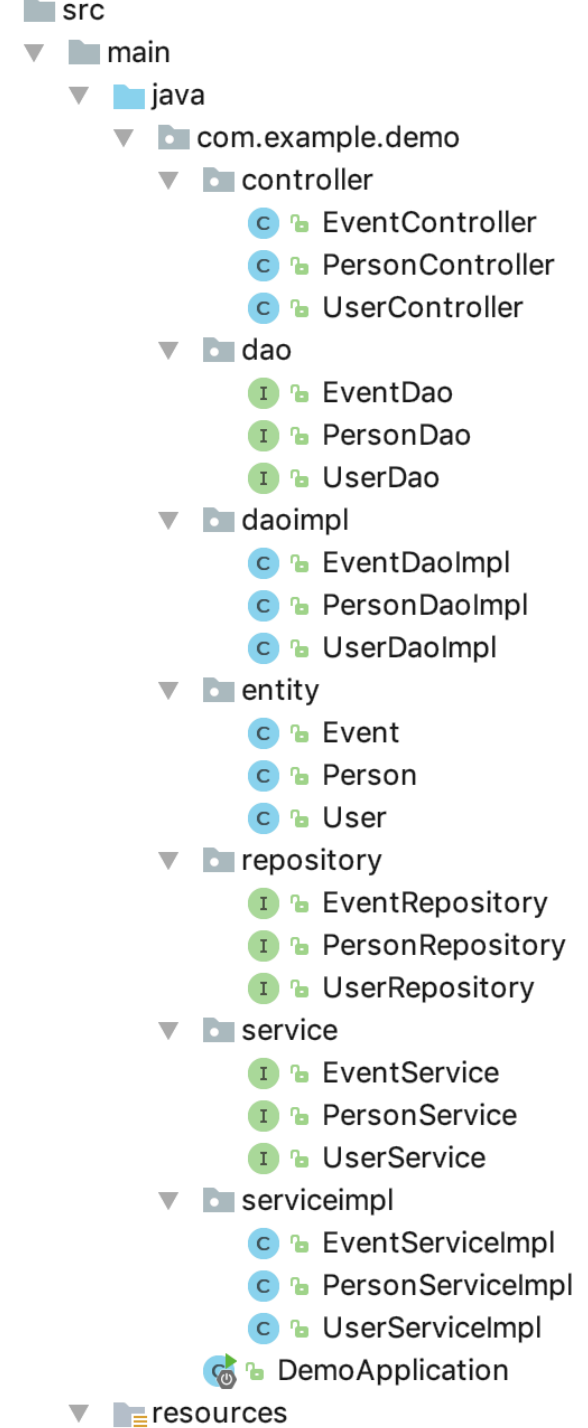 src
main
java
com.example.demo
controller
C EventController
C PersonController
C UserController
dao
I EventDao
I PersonDao
I UserDao
daoimpl
C EventDaoImpl
C PersonDaoImpl
C UserDaoImpl
entity
C Event
C Person
C User
repository
I EventRepository
I PersonRepository
I UserRepository
service
I EventService
I PersonService
I UserService
serviceimpl
C EventServiceImpl
C PersonServiceImpl
C UserServiceImpl
C DemoApplication
resources